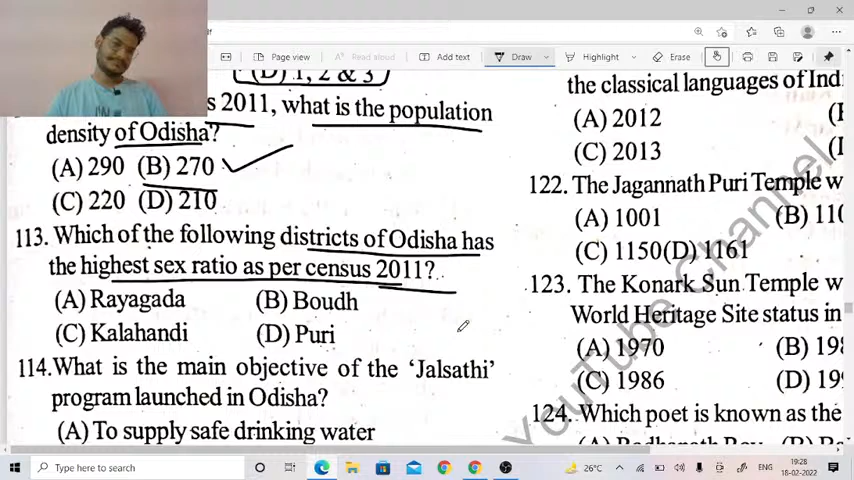 Page view
Read aloud
Add text
Draw
Highlight
Erase
(D) 1, 2 & 3
s 2011, what is the population
density of Odisha?
(A) 290 (B) 270
(C) 220 (D) 210
113. Which of the following districts of Odisha has
the highest sex ratio as per census 2011?
(A) Rayagada (B) Boudh
(C) Kalahandi (D) Puri
114. What is the main objective of the ‘Jalsathi’
program launched in Odisha?
(A) To supply safe drinking water
the classical languages of Indi
(A) 2012
(C) 2013
122. The Jagannath Puri Temple w
(A) 1001 (B) 110
(C) 1150 (D) 1161
123. The Konark Sun Temple w
World Heritage Site status in
(A) 1970 (B) 198
(C) 1986 (D) 199
124. Which poet is known as the
YouTube Channel
Type here to search
26°C
ENG
19:28
18-02-2022